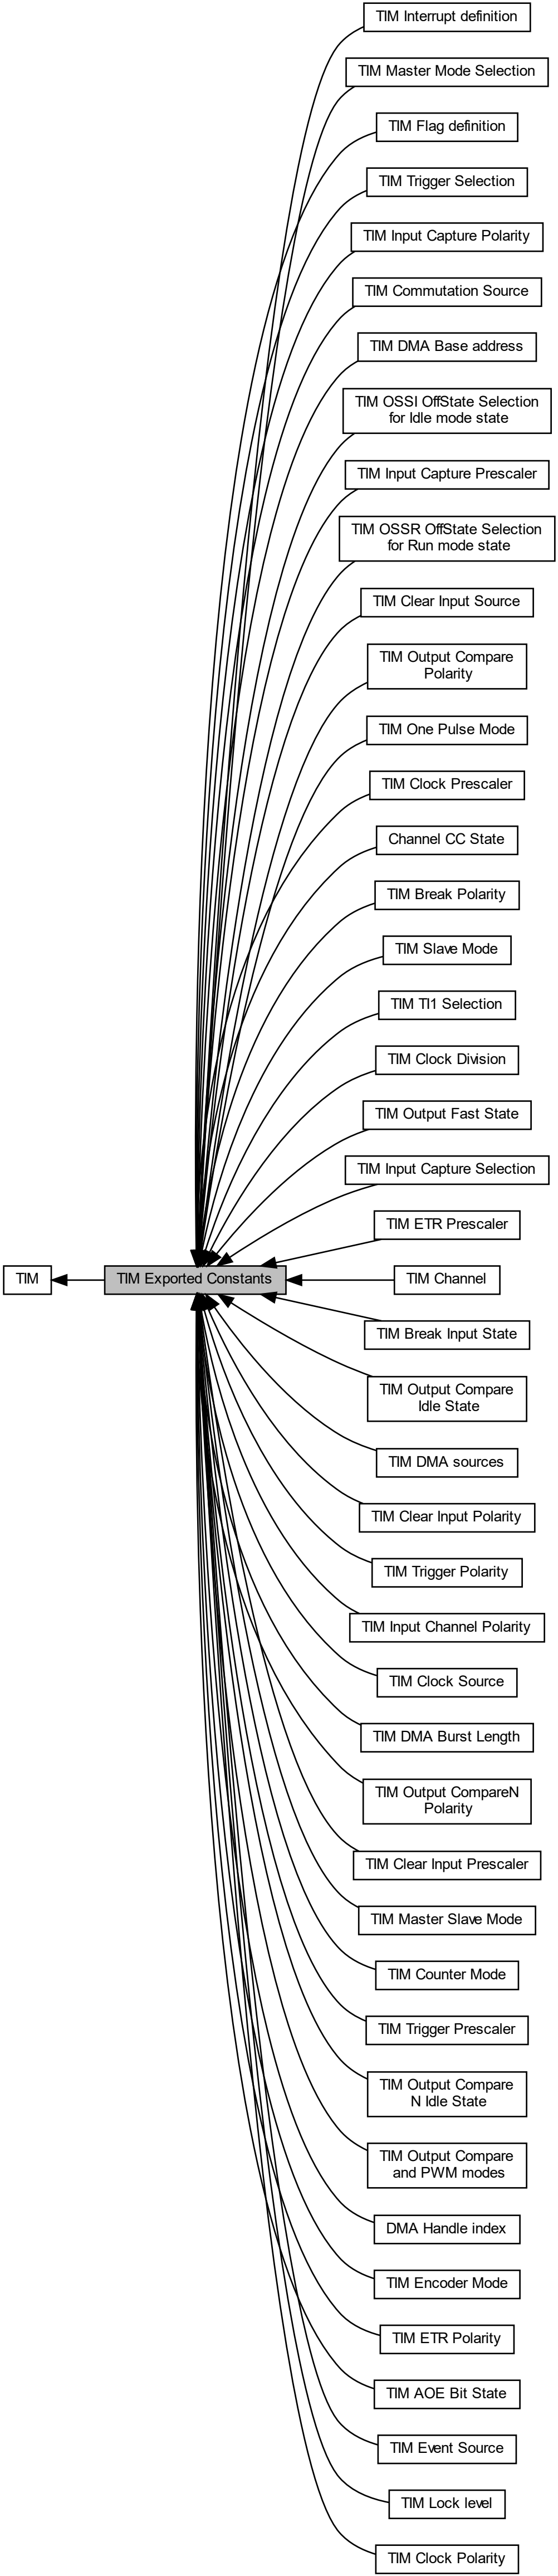 TIM Interrupt definition
TIM Master Mode Selection
TIM Flag definition
TIM Trigger Selection
TIM Input Capture Polarity
TIM Commutation Source
TIM DMA Base address
TIM OSSI OffState Selection
for Idle mode state
TIM Input Capture Prescaler
TIM OSSR OffState Selection
for Run mode state
TIM Clear Input Source
TIM Output Compare
Polarity
TIM One Pulse Mode
TIM Clock Prescaler
Channel CC State
TIM Break Polarity
TIM Slave Mode
TIM TI1 Selection
TIM Clock Division
TIM Output Fast State
TIM Input Capture Selection
TIM ETR Prescaler
TIM
TIM Exported Constants
TIM Channel
TIM Break Input State
TIM Output Compare
Idle State
TIM DMA sources
TIM Clear Input Polarity
TIM Trigger Polarity
TIM Input Channel Polarity
TIM Clock Source
TIM DMA Burst Length
TIM Output CompareN
Polarity
TIM Clear Input Prescaler
TIM Master Slave Mode
TIM Counter Mode
TIM Trigger Prescaler
TIM Output Compare
N Idle State
TIM Output Compare
and PWM modes
DMA Handle index
TIM Encoder Mode
TIM ETR Polarity
TIM AOE Bit State
TIM Event Source
TIM Lock level
TIM Clock Polarity